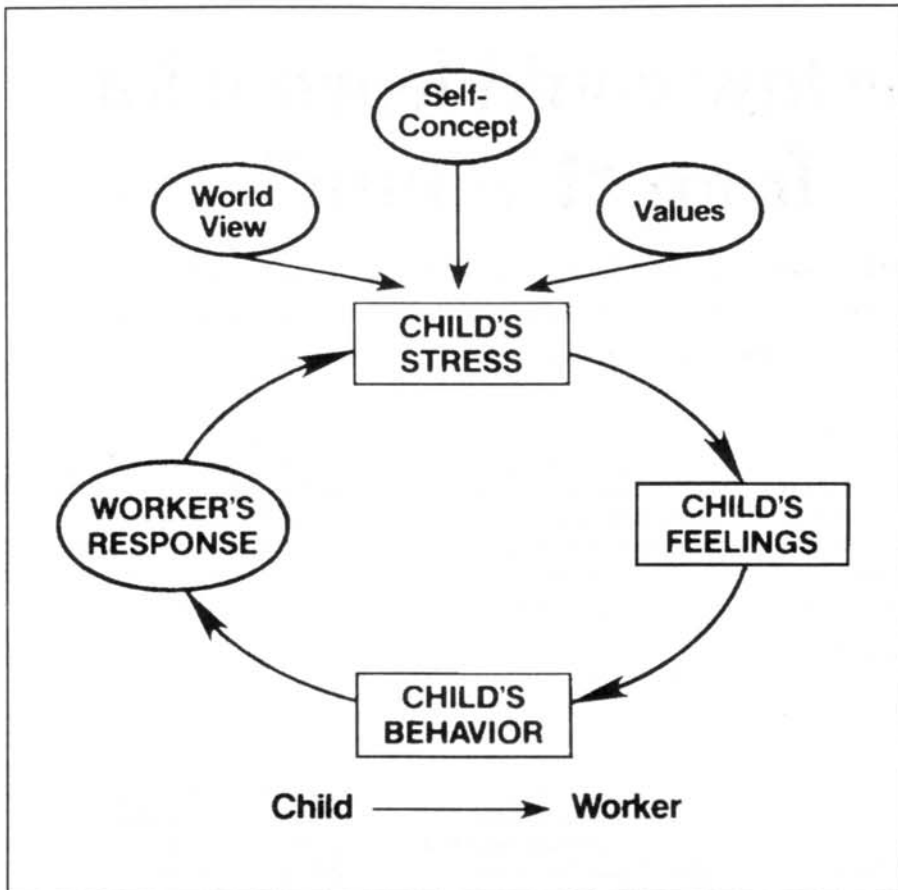 Self-
Concept
World
View
Values
CHILD'S
STRESS
WORKER'S
RESPONSE
CHILD'S
FEELINGS
CHILD'S
BEHAVIOR
Child Worker